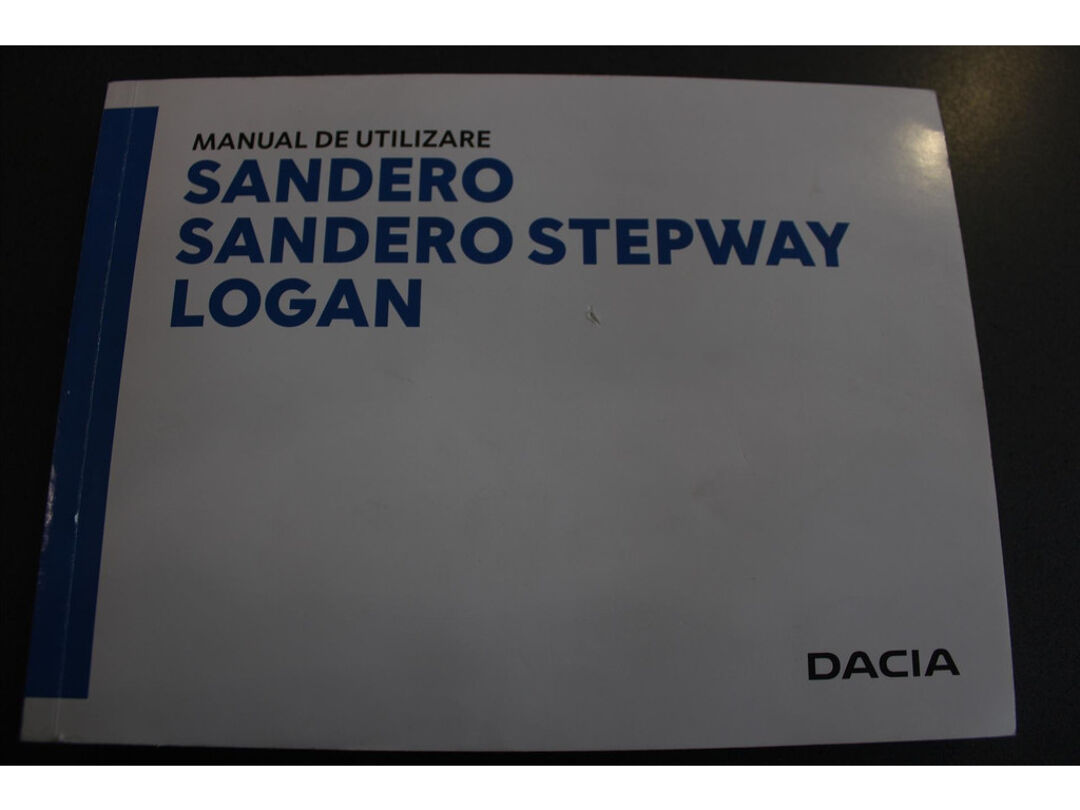 MANUAL DE UTILIZARE
SANDERO
SANDERO STEPWAY
LOGAN
DACIA